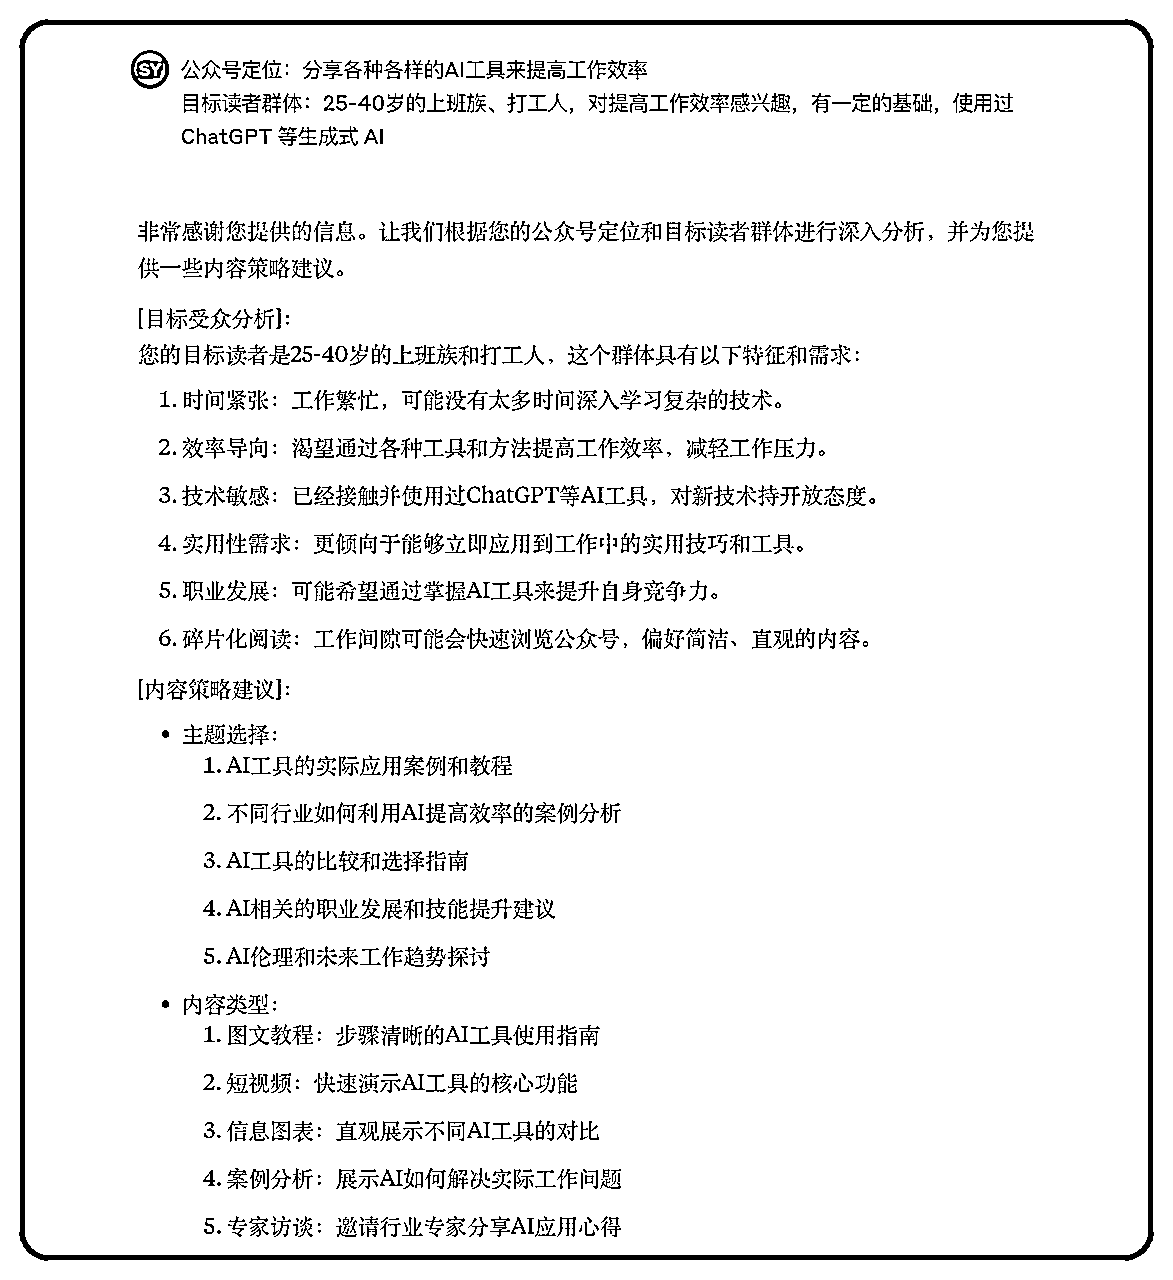 SY 公众号定位：分享各种各样的AI工具来提高工作效率
目标读者群体：25-40岁的上班族、打工人，对提高工作效率感兴趣，有一定的基础，使用过
ChatGPT 等生成式 AI
非常感谢您提供的信息。让我们根据您的公众号定位和目标读者群体进行深入分析，并为您提
供一些内容策略建议。
[目标受众分析]：
您的目标读者是25-40岁的上班族和打工人，这个群体具有以下特征和需求：
1. 时间紧张：工作繁忙，可能没有太多时间深入学习复杂的技术。
2. 效率导向：渴望通过各种工具和方法提高工作效率，减轻工作压力。
3. 技术敏感：已经接触并使用过ChatGPT等AI工具，对新技术持开放态度。
4. 实用性需求：更倾向于能够立即应用到工作中的实用技巧和工具。
5. 职业发展：可能希望通过掌握AI工具来提升自身竞争力。
6. 碎片化阅读：工作间隙可能会快速浏览公众号，偏好简洁、直观的内容。
[内容策略建议]：
• 主题选择：
1. AI工具的实际应用案例和教程
2. 不同行业如何利用AI提高效率的案例分析
3. AI工具的比较和选择指南
4. AI相关的职业发展和技能提升建议
5. AI伦理和未来工作趋势探讨
• 内容类型：
1. 图文教程：步骤清晰的AI工具使用指南
2. 短视频：快速演示AI工具的核心功能
3. 信息图表：直观展示不同AI工具的对比
4. 案例分析：展示AI如何解决实际工作问题
5. 专家访谈：邀请行业专家分享AI应用心得